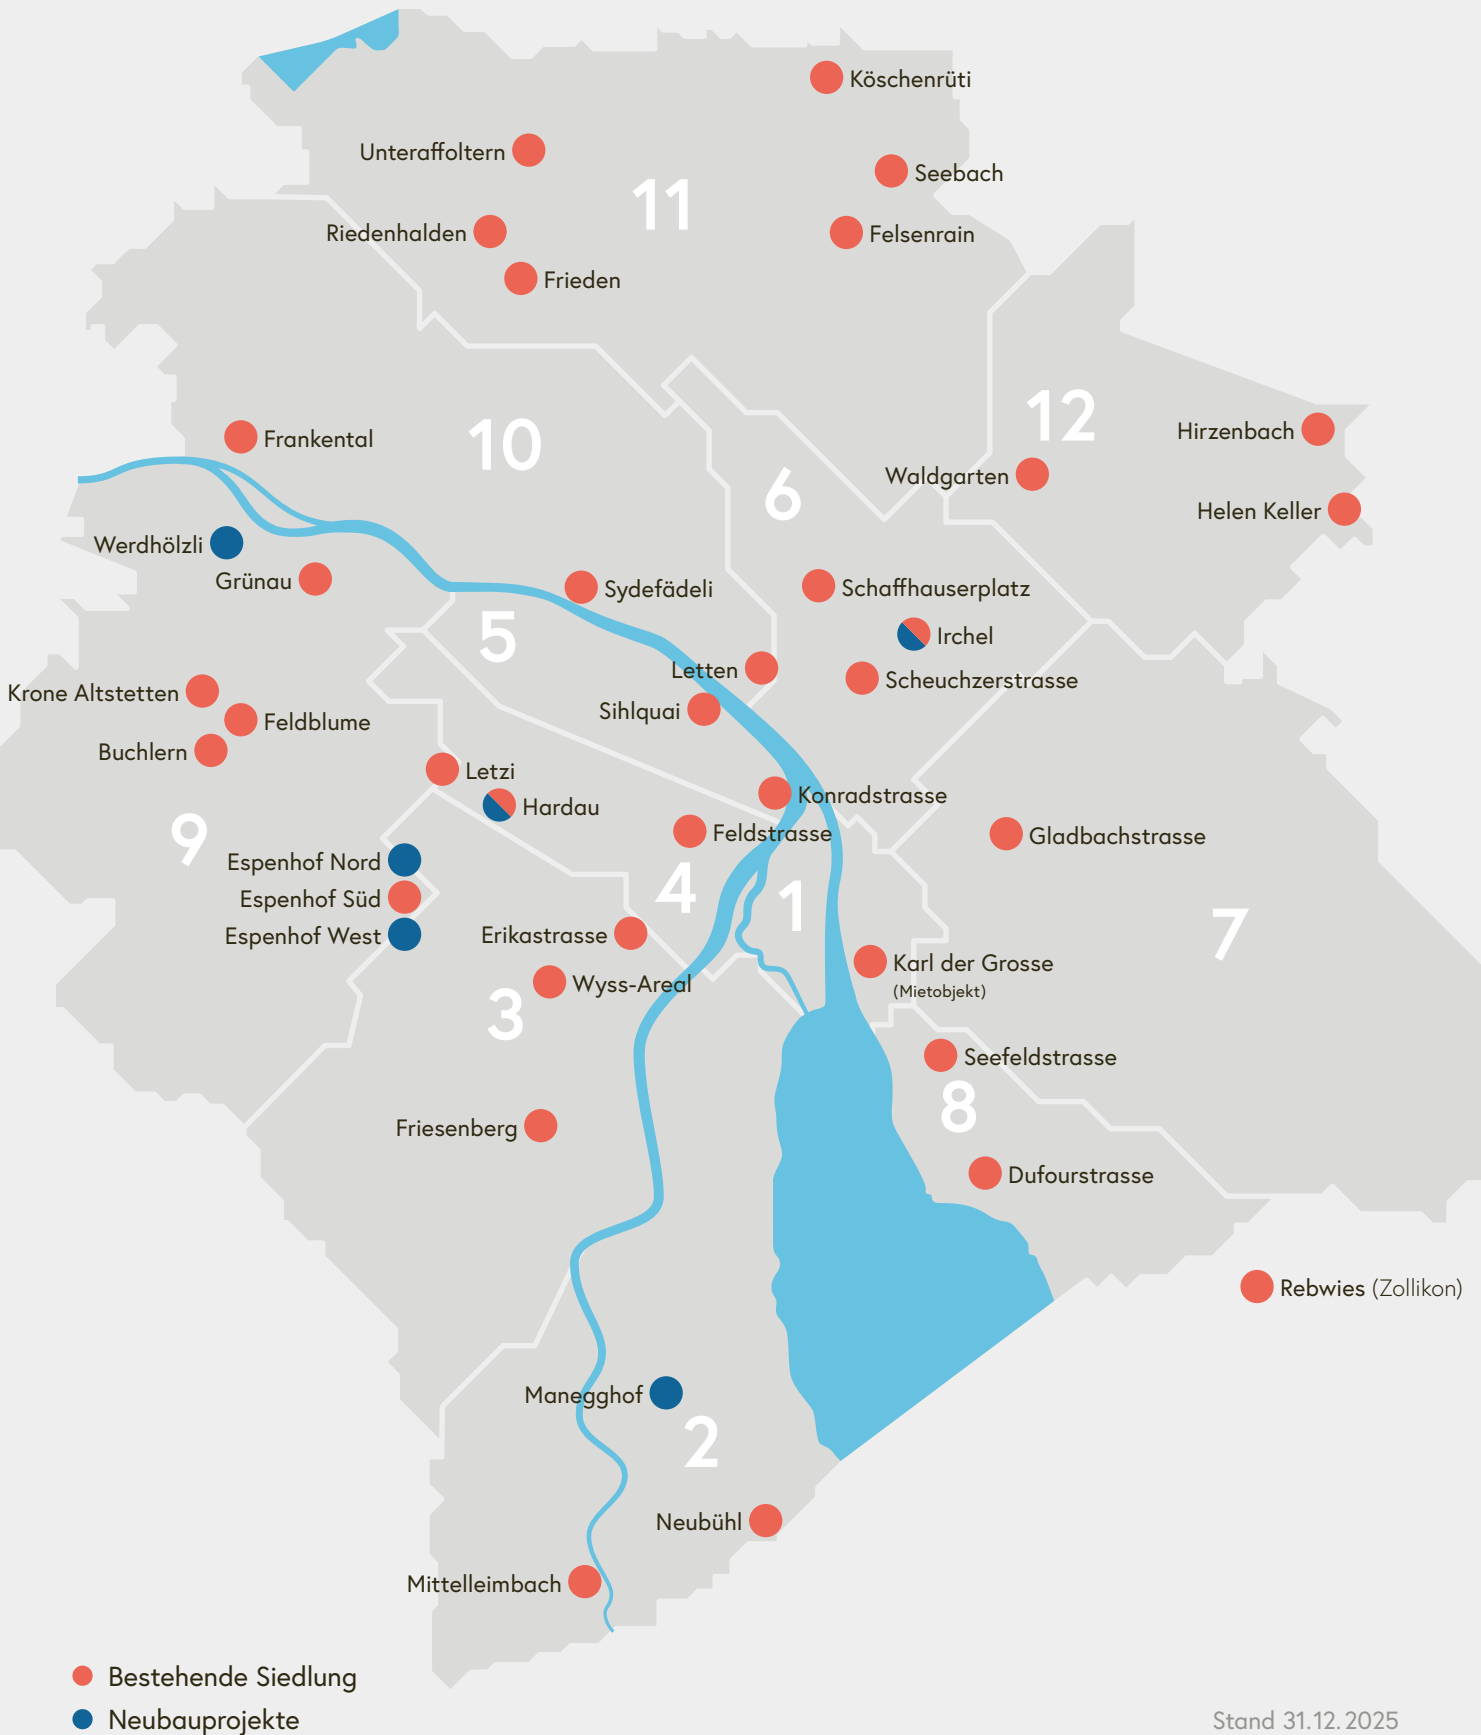 Köschenrüti
Unteraffoltern
Seebach
11
Riedenhalden
Felsenrain
Frieden
12
Frankental
10
Hirzenbach
6
Waldgarten
Helen Keller
Werdhölzli
Grünau
Sydefädeli
Schaffhauserplatz
5
Irchel
Letten
Scheuchzerstrasse
Krone Altstetten
Sihlquai
Feldblume
Buchlern
Letzi
Konradstrasse
Hardau
9
Feldstrasse
Gladbachstrasse
Espenhof Nord
4
Espenhof Süd
1
Espenhof West
Erikastrasse
7
Karl der Grosse
(Mietobjekt)
Wyss-Areal
3
Seefeldstrasse
8
Friesenberg
Dufourstrasse
Rebwies (Zollikon)
Manegghof
2
Neubühl
Mittelleimbach
Bestehende Siedlung
Neubauprojekte
Stand 31.12.2025